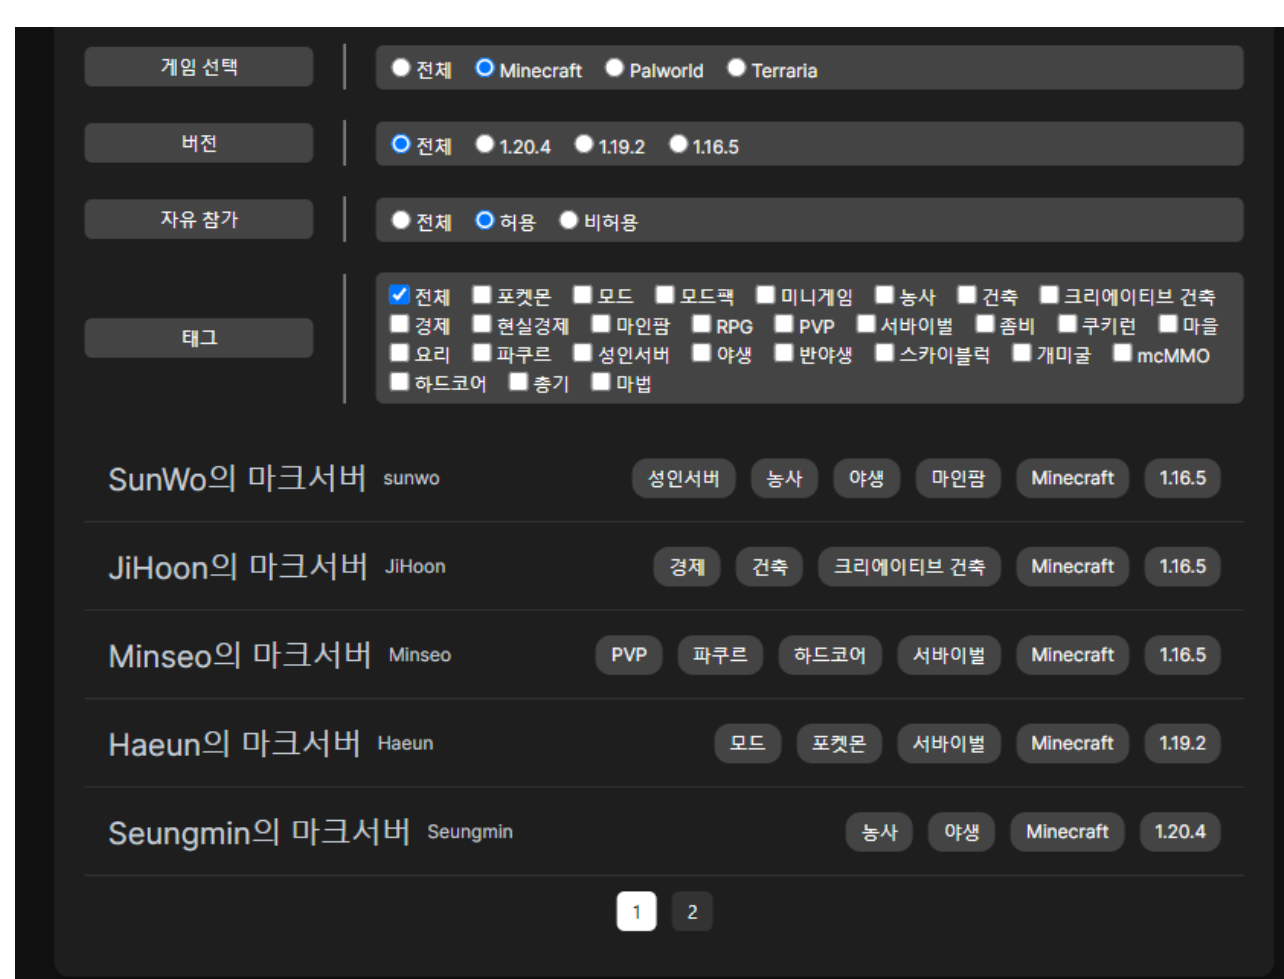 게임 선택 전체 Minecraft Palworld Terraria
버전 전체 1.20.4 1.19.2 1.16.5
자유 참가 전체 허용 비허용
태그
전체 포켓몬 모드 모드팩 미니게임 농사 건축 크리에이티브 건축
경제 현실경제 마인팜 RPG PVP 서바이벌 좀비 쿠키런 마을
요리 파쿠르 성인서버 야생 반야생 스카이블럭 개미굴 mcMMO
하드코어 총기 마법
SunWo의 마크서버 sunwo 성인서버 농사 야생 마인팜 Minecraft 1.16.5
JiHoon의 마크서버 JiHoon 경제 건축 크리에이티브 건축 Minecraft 1.16.5
Minseo의 마크서버 Minseo PVP 파쿠르 하드코어 서바이벌 Minecraft 1.16.5
Haeun의 마크서버 Haeun 모드 포켓몬 서바이벌 Minecraft 1.19.2
Seungmin의 마크서버 Seungmin 농사 야생 Minecraft 1.20.4
1 2